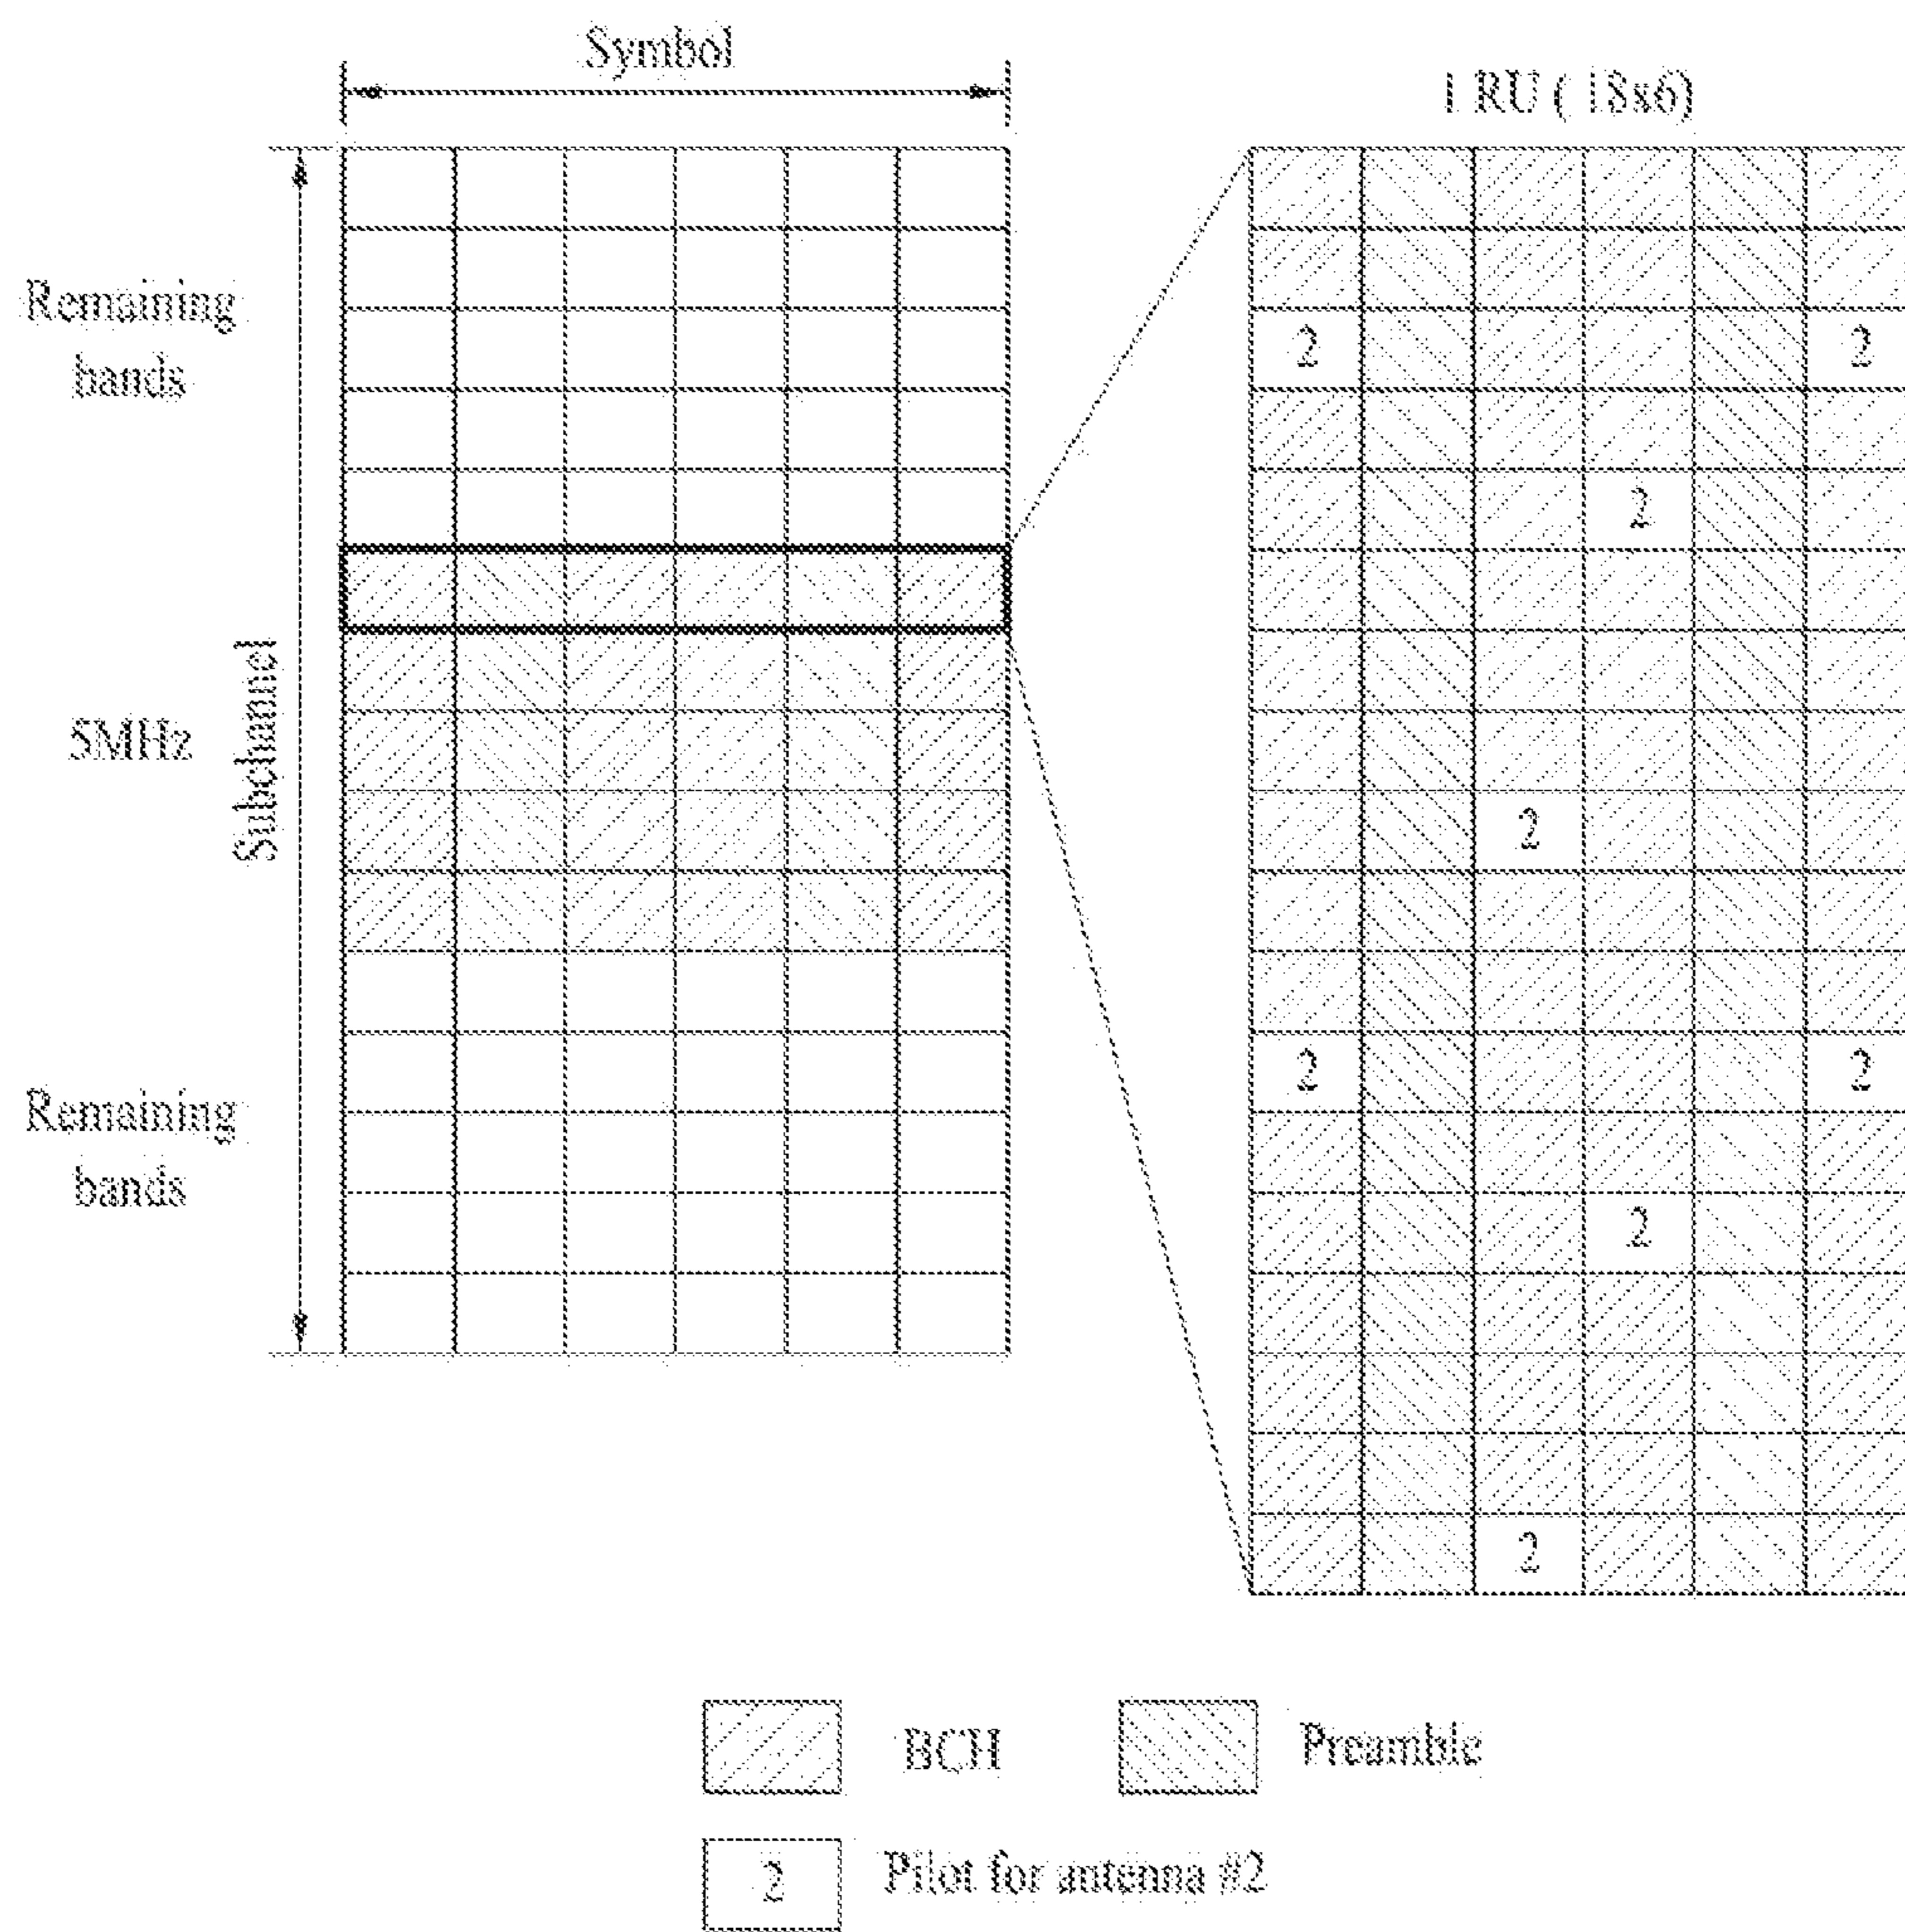 Symbol
1 RU ( 18x6)
Remaining
bands
2
2
2
5MHz
Subchannel
2
2
2
Remaining
bands
2
2
BCH
Preamble
2
Pilot for antenna #2